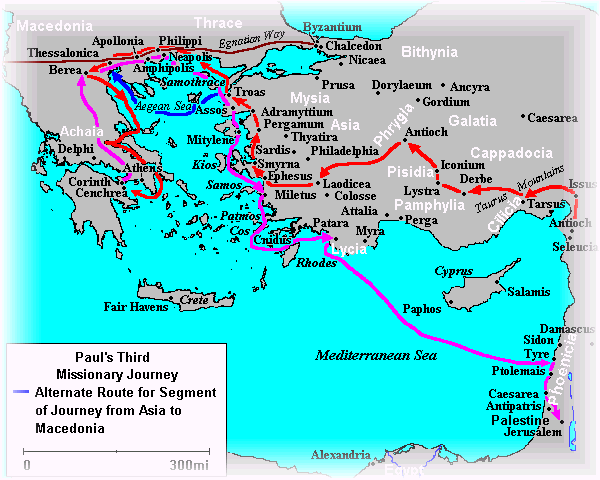 Macedonia
Thrace
Byzantium
Apollonia
Philippi
Egnatian Way
Chalcedon
Bithynia
Thessalonica
Neapolis
Nicaea
Berea
Amphipolis
Samothrace
Prusa
Dorylaeum
Ancyra
Troas
Mysia
Gordium
Aegean Sea
Assos
Adramyttium
Pergamum
Asia
Phrygia
Galatia
Caesarea
Achaia
Mitylene
Thyatira
Antioch
Delphi
Sardis
Philadelphia
Cappadocia
Kios
Smyrna
Iconium
Athens
Ephesus
Pisidia
Derbe
Corinth
Samos
Laodicea
Lystra
Taurus Mountains
Issus
Cenchrea
Miletus
Colosse
Pamphylia
Cilicia
Tarsus
Patmos
Attalia
Antioch
Cos
Patara
Perga
Cnidus
Myra
Seleucia
Lycia
Rhodes
Cyprus
Crete
Salamis
Fair Havens
Paphos
Damascus
Sidon
Mediterranean Sea
Tyre
Phoenicia
Ptolemais
Caesarea
Antipatris
Palestine
Jerusalem
Alexandria
Egypt
Paul's Third
Missionary Journey
Alternate Route for Segment
of Journey from Asia to
Macedonia
0 300mi